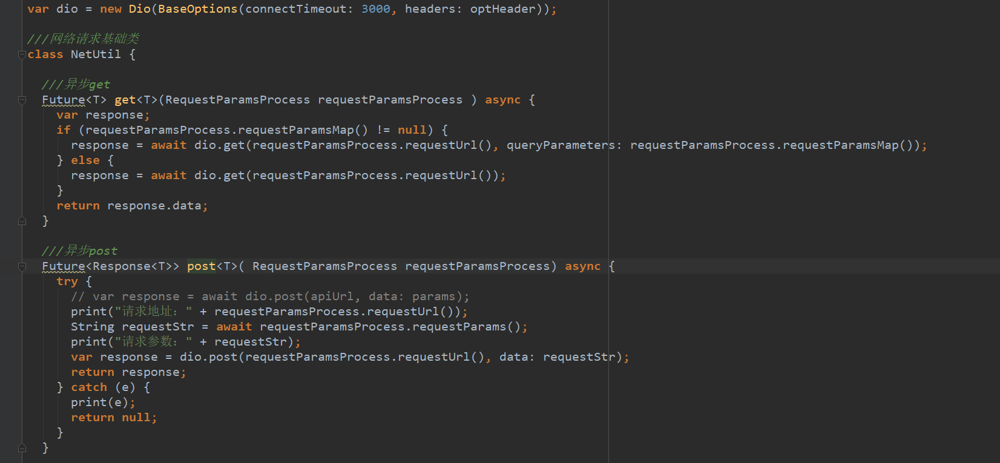 var dio = new Dio(BaseOptions(connectTimeout: 3000, headers: optHeader));
///网络请求基础类
class NetUtil {
///异步get
Future<T> get<T>(RequestParamsProcess requestParamsProcess ) async {
var response;
if (requestParamsProcess.requestParamsMap() != null) {
response = await dio.get(requestParamsProcess.requestUrl(), queryParameters: requestParamsProcess.requestParamsMap());
} else {
response = await dio.get(requestParamsProcess.requestUrl());
}
return response.data;
}
///异步post
Future<Response<T>> post<T>( RequestParamsProcess requestParamsProcess) async {
try {
// var response = await dio.post(apiUrl, data: params);
print("请求地址：" + requestParamsProcess.requestUrl());
String requestStr = await requestParamsProcess.requestParams();
print("请求参数：" + requestStr);
var response = dio.post(requestParamsProcess.requestUrl(), data: requestStr);
return response;
} catch (e) {
print(e);
return null;
}
}